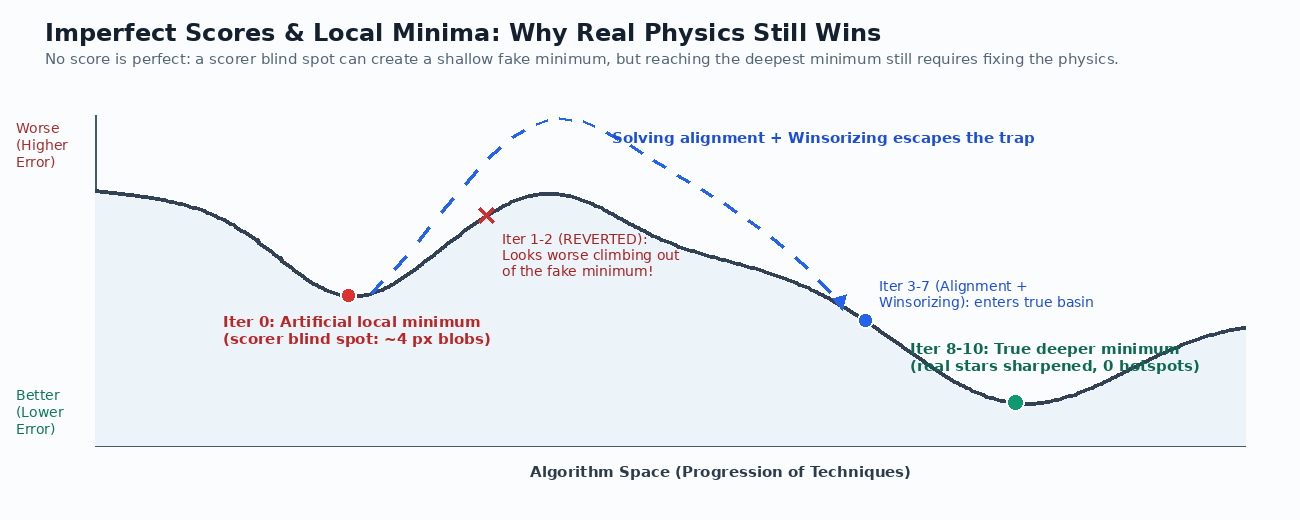 Imperfect Scores & Local Minima: Why Real Physics Still Wins
No score is perfect: a scorer blind spot can create a shallow fake minimum, but reaching the deepest minimum still requires fixing the physics.
Worse
(Higher
Error)
Solving alignment + Winsorizing escapes the trap
Iter 1-2 (REVERTED):
Looks worse climbing out
of the fake minimum!
Iter 3-7 (Alignment +
Winsorizing): enters true basin
Iter 0: Artificial local minimum
(scorer blind spot: ~4 px blobs)
Iter 8-10: True deeper minimum
(real stars sharpened, 0 hotspots)
Better
(Lower
Error)
Algorithm Space (Progression of Techniques)